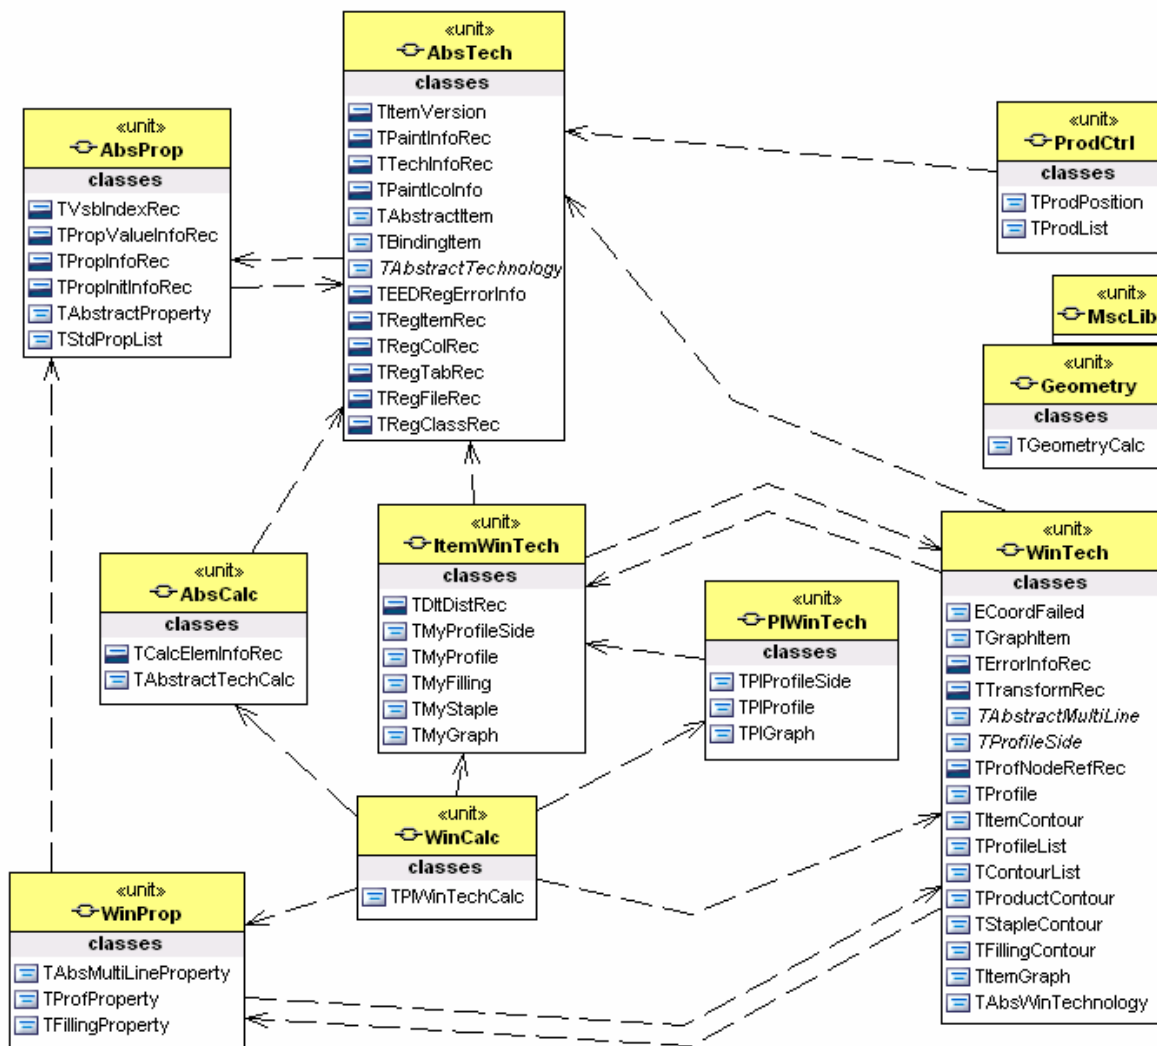 «unit»
AbsTech
classes
TItemVersion
TPaintInfoRec
TTechInfoRec
TPaintIcoInfo
TAbstractItem
TBindingItem
TAbstractTechnology
TEEDRegErrorInfo
TRegItemRec
TRegColRec
TRegTabRec
TRegFileRec
TRegClassRec
«unit»
AbsProp
classes
TVsbIndexRec
TPropValueInfoRec
TPropInfoRec
TPropInitInfoRec
TAbstractProperty
TStdPropList
«unit»
ProdCtrl
classes
TProdPosition
TProdList
«unit»
MscLib
«unit»
Geometry
classes
TGeometryCalc
«unit»
ItemWinTech
classes
TDltDistRec
TMyProfileSide
TMyProfile
TMyFilling
TMyStaple
TMyGraph
«unit»
WinTech
classes
ECoordFailed
TGraphItem
TErrorInfoRec
TTransformRec
TAbstractMultiLine
TProfileSide
TProfNodeRefRec
TProfile
TItemContour
TProfileList
TContourList
TProductContour
TStapleContour
TFillingContour
TItemGraph
TAbsWinTechnology
«unit»
AbsCalc
classes
TCalcElemInfoRec
TAbstractTechCalc
«unit»
PlWinTech
classes
TPlProfileSide
TPlProfile
TPlGraph
«unit»
WinCalc
classes
TPlWinTechCalc
«unit»
WinProp
classes
TAbsMultiLineProperty
TProfProperty
TFillingProperty